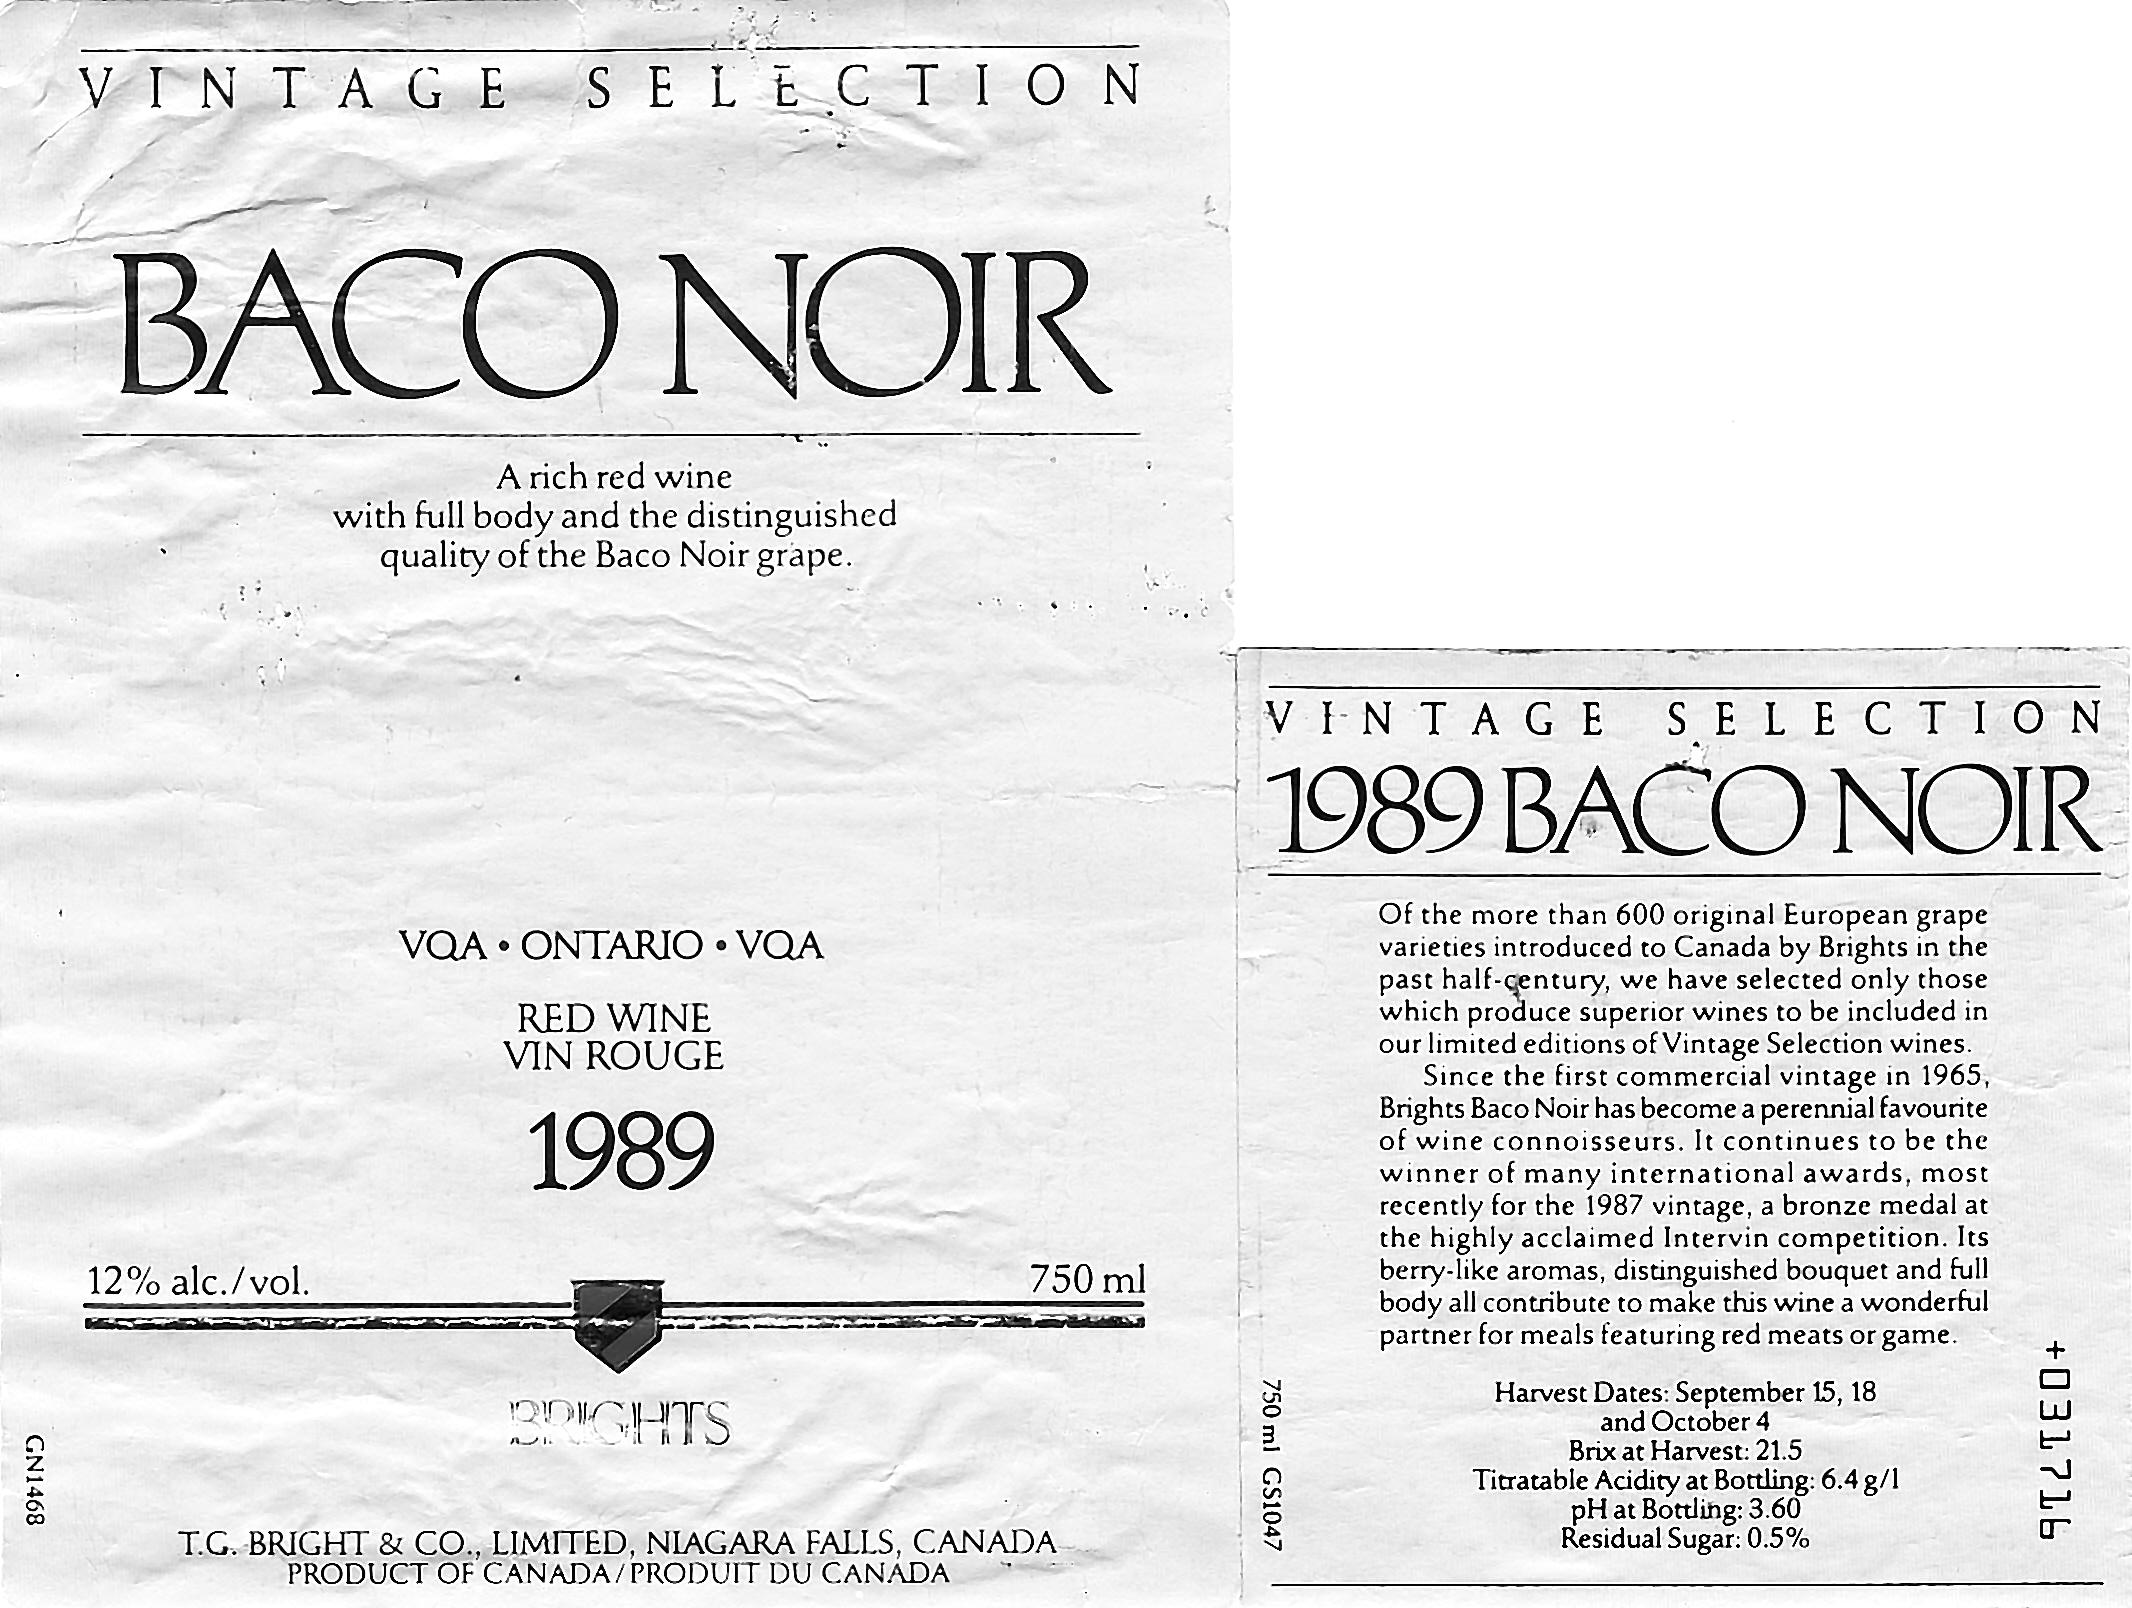 VINTAGE SELECTION
BACO NOIR
A rich red wine
with full body and the distinguished
quality of the Baco Noir grape.
VQA • ONTARIO • VQA
RED WINE
VIN ROUGE
1989
12% alc./vol.
750 ml
BRIGHTS
GN11468
T.G. BRIGHT & CO., LIMITED, NIAGARA FALLS, CANADA
PRODUCT OF CANADA/PRODUIT DU CANADA
VINTAGE SELECTION
1989 BACO NOIR
Of the more than 600 original European grape
varieties introduced to Canada by Brights in the
past half-century, we have selected only those
which produce superior wines to be included in
our limited editions of Vintage Selection wines.
Since the first commercial vintage in 1965,
Brights Baco Noir has become a perennial favourite
of wine connoisseurs. It continues to be the
winner of many international awards, most
recently for the 1987 vintage, a bronze medal at
the highly acclaimed Intervin competition. Its
berry-like aromas, distinguished bouquet and full
body all contribute to make this wine a wonderful
partner for meals featuring red meats or game.
Harvest Dates: September 15, 18
and October 4
Brix at Harvest: 21.5
Titratable Acidity at Bottling: 6.4 g/l
pH at Bottling: 3.60
Residual Sugar: 0.5%
750 ml GS1047
+031716